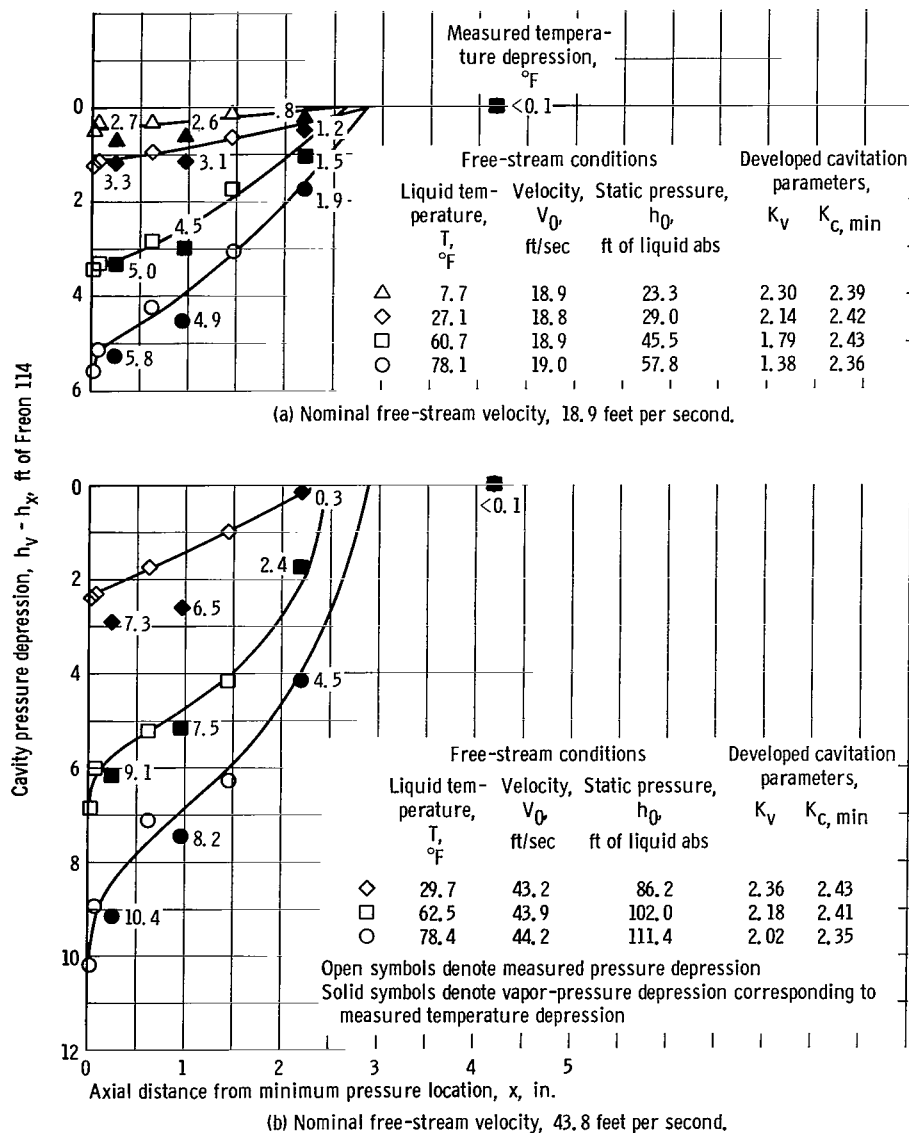 Measured tempera-
ture depression,
°F
<0.1
0
2
4
6
2.7
2.6
.8
3.3
3.1
1.2
1.5
1.9
4.5
5.0
4.9
5.8
Free-stream conditions
Developed cavitation
parameters,
Liquid tem-
perature,
T,
°F
Velocity,
V0,
ft/sec
Static pressure,
h0,
ft of liquid abs
Kv
Kc, min
7.7 18.9 23.3 2.30 2.39
27.1 18.8 29.0 2.14 2.42
60.7 18.9 45.5 1.79 2.43
78.1 19.0 57.8 1.38 2.36
(a) Nominal free-stream velocity, 18.9 feet per second.
Cavity pressure depression, hv - hx, ft of Freon 114
0
2
4
6
8
10
12
0.3
<0.1
2.4
7.3
6.5
4.5
7.5
9.1
8.2
10.4
Free-stream conditions
Developed cavitation
parameters,
Liquid tem-
perature,
T,
°F
Velocity,
V0,
ft/sec
Static pressure,
h0,
ft of liquid abs
Kv
Kc, min
29.7 43.2 86.2 2.36 2.43
62.5 43.9 102.0 2.18 2.41
78.4 44.2 111.4 2.02 2.35
Open symbols denote measured pressure depression
Solid symbols denote vapor-pressure depression corresponding to
measured temperature depression
0 1 2 3 4 5
Axial distance from minimum pressure location, x, in.
(b) Nominal free-stream velocity, 43.8 feet per second.